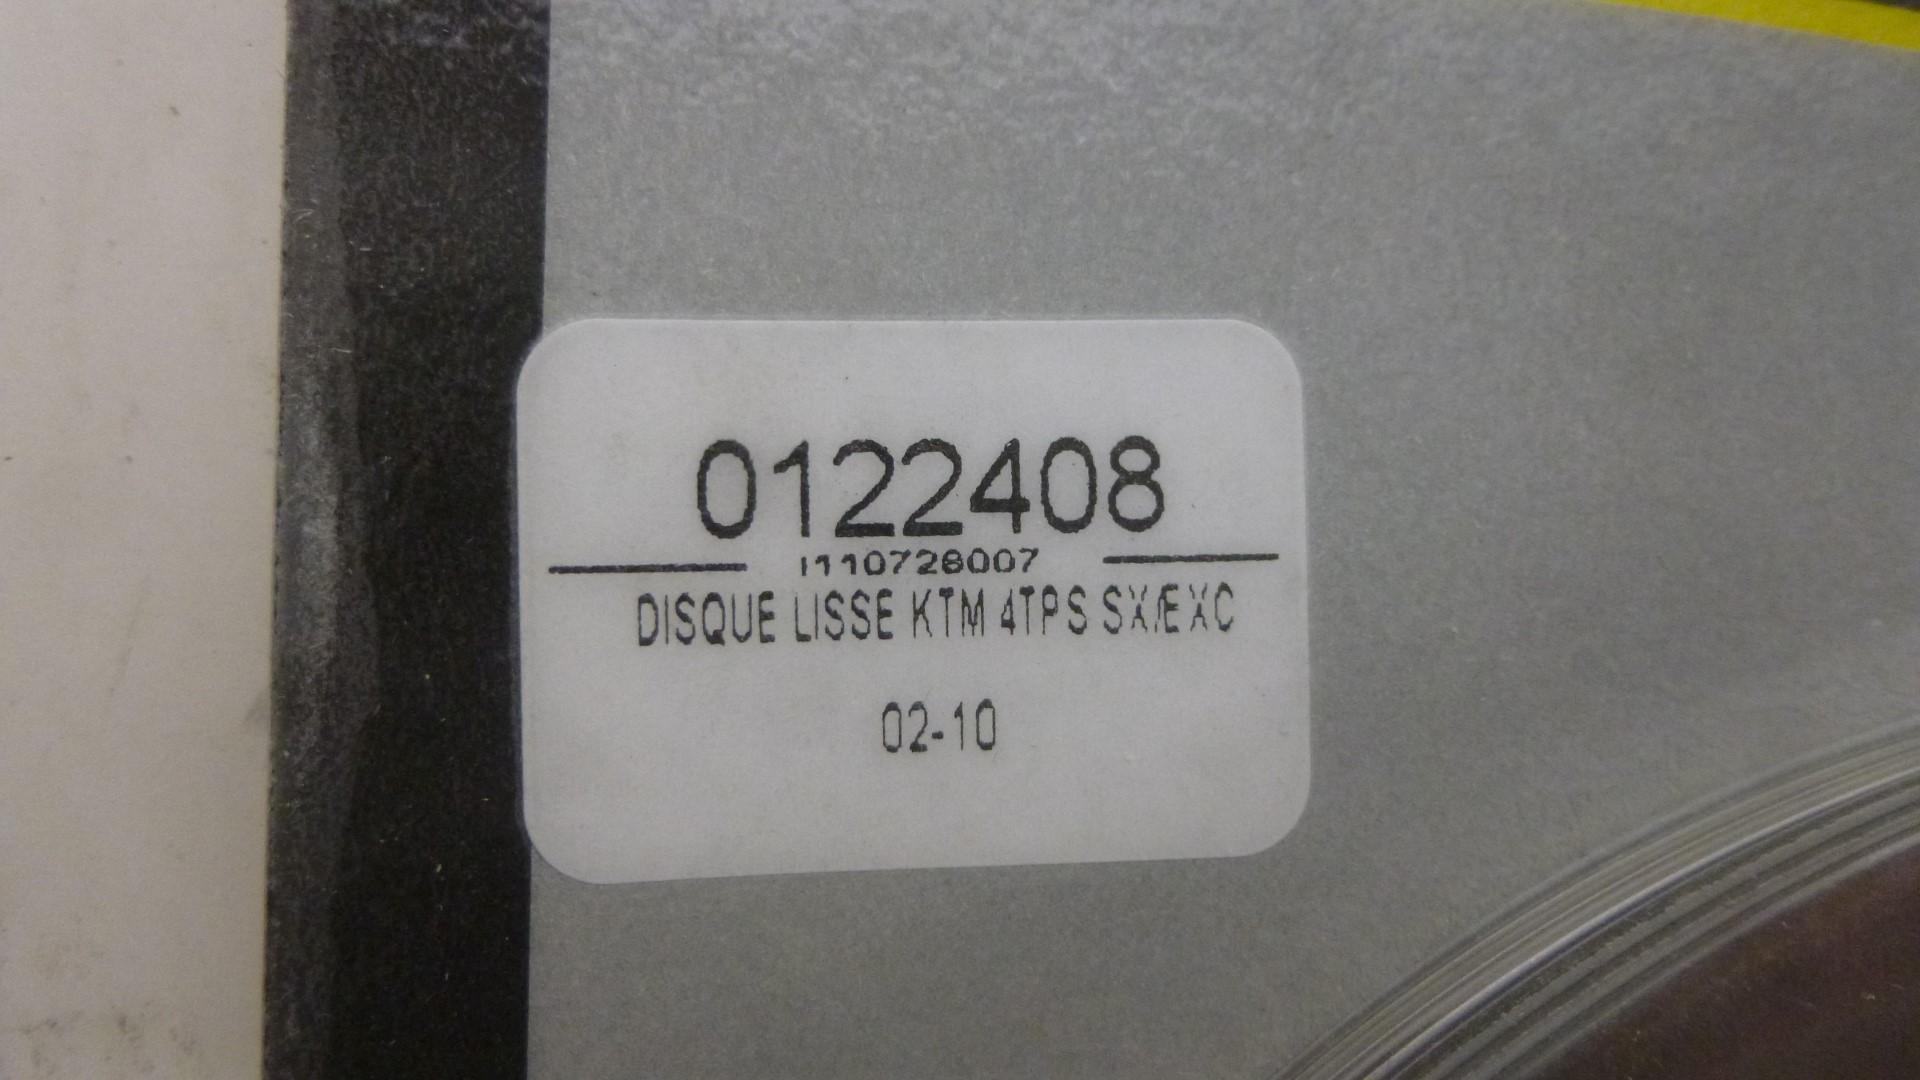 0122408
I110728007
DISQUE LISSE KTM 4TPS SX/EXC
02-10